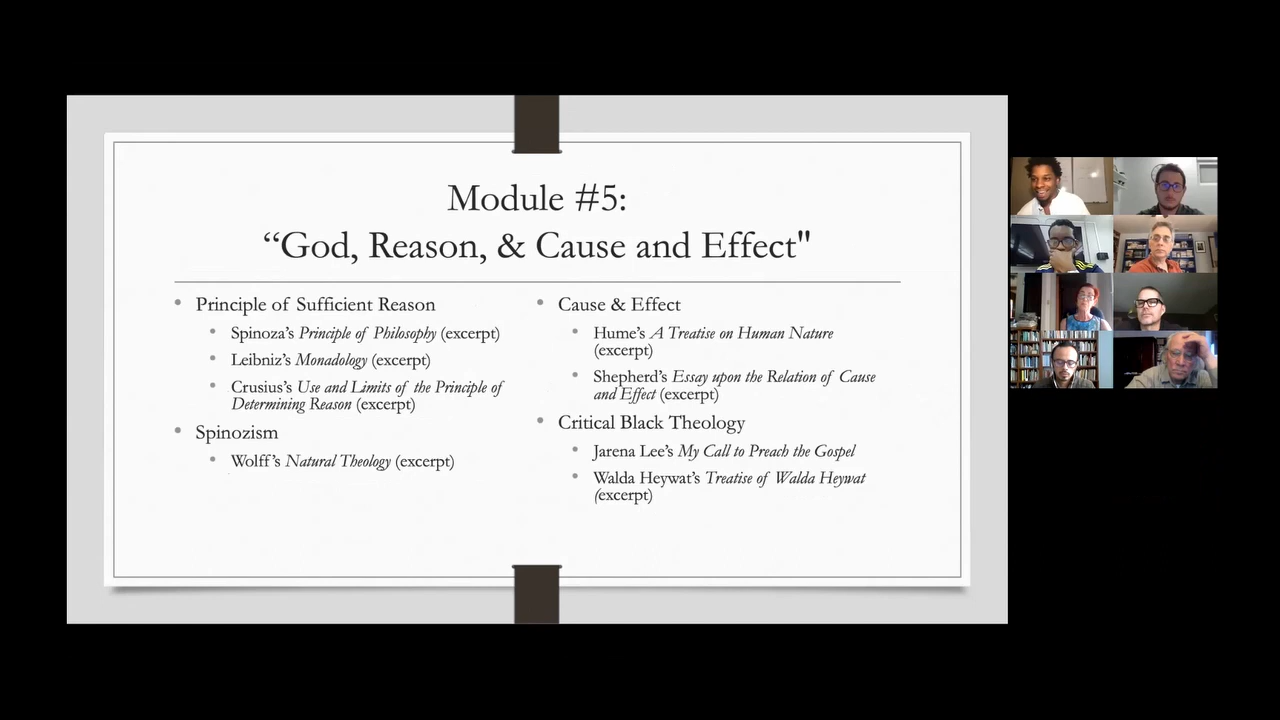 Module #5:
“God, Reason, & Cause and Effect"
• Principle of Sufficient Reason
• Spinoza’s Principle of Philosophy (excerpt)
• Leibniz’s Monadology (excerpt)
• Crusius’s Use and Limits of the Principle of
Determining Reason (excerpt)
• Spinozism
• Wolff’s Natural Theology (excerpt)
• Cause & Effect
• Hume’s A Treatise on Human Nature
(excerpt)
• Shepherd’s Essay upon the Relation of Cause
and Effect (excerpt)
• Critical Black Theology
• Jarena Lee’s My Call to Preach the Gospel
• Walda Heywat’s Treatise of Walda Heywat
(excerpt)